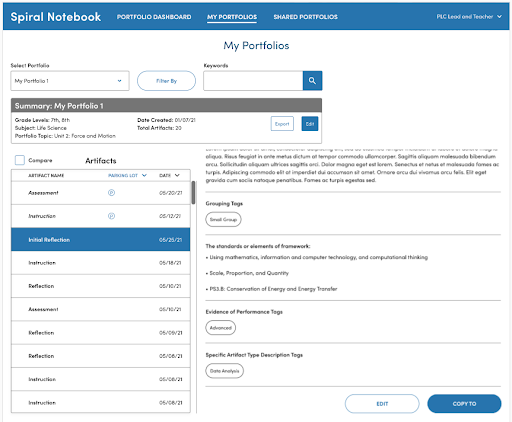 Spiral Notebook
PORTFOLIO DASHBOARD MY PORTFOLIOS SHARED PORTFOLIOS PLC Lead and Teacher
My Portfolios
Select Portfolio
Keywords
My Portfolio 1
Filter By
Summary: My Portfolio 1
Grade Levels: 7th, 8th
Date Created: 01/07/21
Subject: Life Science
Total Artifacts: 20
Portfolio Topic: Unit 2: Force and Motion
Export
Edit
Compare
Artifacts
ARTIFACT NAME PARKING LOT DATE
Assessment P 05/20/21
Instruction P 05/12/21
Initial Reflection 05/25/21
Instruction 05/18/21
Reflection 05/10/21
Assessment 05/10/21
Reflection 05/09/21
Reflection 05/08/21
Instruction 05/08/21
Instruction 05/08/21
aliqua. Risus feugiat in ante metus dictum at tempor commodo ullamcorper. Sagittis aliquam malesuada bibendum
arcu. Sollicitudin aliquam ultrices sagittis orci. A diam maecenas eget est lorem. Senectus et netus et malesuada fames ac
turpis. Adipiscing commodo elit at imperdiet dui accumsan sit amet. Ornare arcu dui vivamus arcu felis. Elit eget
gravida cum sociis natoque penatibus. Fames ac turpis egestas sed.
Grouping Tags
Small Group
The standards or elements of framework:
• Using mathematics, information and computer technology, and computational thinking
• Scale, Proportion, and Quantity
• PS3.B: Conservation of Energy and Energy Transfer
Evidence of Performance Tags
Advanced
Specific Artifact Type Description Tags
Data Analysis
EDIT
COPY TO